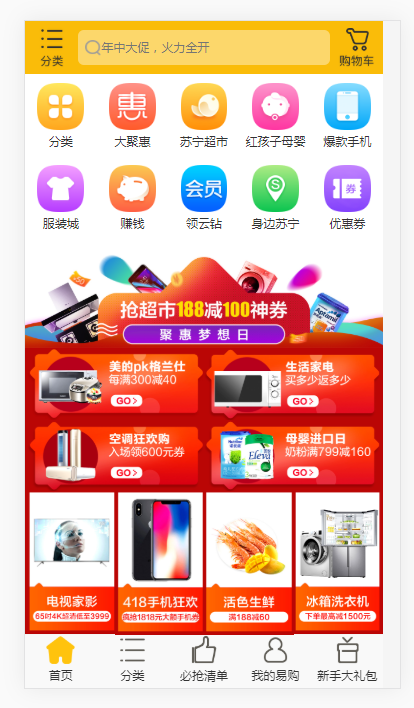 分类
年中大促，火力全开
购物车
分类
大聚惠
苏宁超市
红孩子母婴
爆款手机
惠
会员
S
券
服装城
赚钱
领云钻
身边苏宁
优惠券
抢超市188减100神券
聚惠梦想日
美的pk格兰仕
每满300减40
GO
生活家电
买多少返多少
GO
空调狂欢购
入场领600元券
GO
母婴进口日
奶粉满799减160
GO
电视家影
65吋4K超清低至3999
418手机狂欢
疯抢1818元大额手机券
活色生鲜
满188减60
冰箱洗衣机
下单最高减1500元
首页
分类
必抢清单
我的易购
新手大礼包